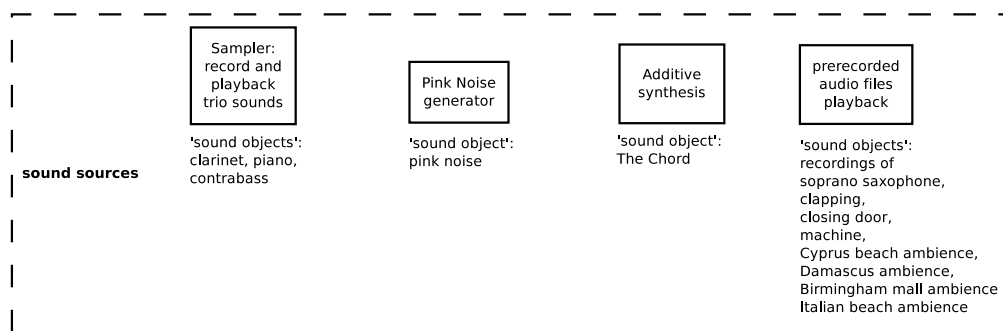 Sampler:
record and
playback
trio sounds
'sound objects':
clarinet, piano,
contrabass
Pink Noise
generator
'sound object':
pink noise
Additive
synthesis
'sound object':
The Chord
prerecorded
audio files
playback
'sound objects':
recordings of
soprano saxophone,
clapping,
closing door,
machine,
Cyprus beach ambience,
Damascus ambience,
Birmingham mall ambience
Italian beach ambience
sound sources